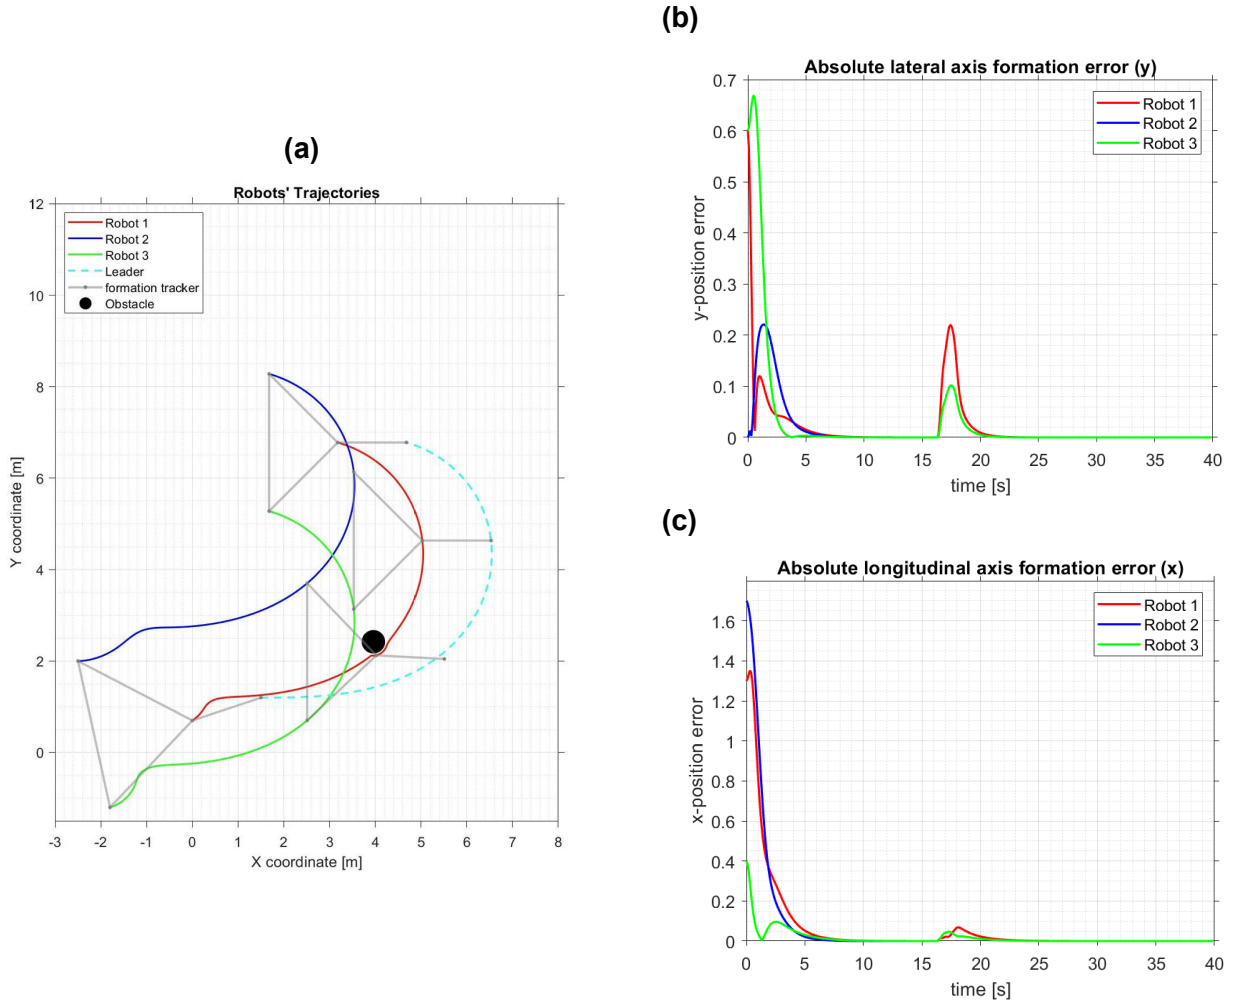 (a)
Robots' Trajectories
Robot 1
Robot 2
Robot 3
Leader
formation tracker
Obstacle
12
10
8
6
4
2
0
Y coordinate [m]
-3 -2 -1 0 1 2 3 4 5 6 7 8
X coordinate [m]
(b)
Absolute lateral axis formation error (y)
Robot 1
Robot 2
Robot 3
0.7
0.6
0.5
0.4
0.3
0.2
0.1
0
y-position error
0 5 10 15 20 25 30 35 40
time [s]
(c)
Absolute longitudinal axis formation error (x)
Robot 1
Robot 2
Robot 3
1.6
1.4
1.2
1
0.8
0.6
0.4
0.2
0
x-position error
0 5 10 15 20 25 30 35 40
time [s]